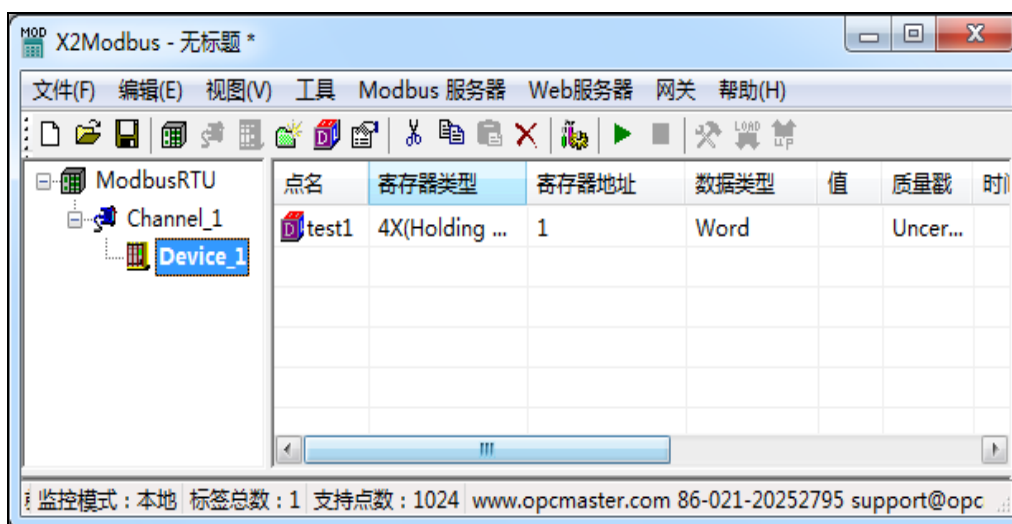 X2Modbus - 无标题 *
文件(F) 编辑(E) 视图(V) 工具 Modbus 服务器 Web服务器 网关 帮助(H)
ModbusRTU
Channel_1
Device_1
点名 寄存器类型 寄存器地址 数据类型 值 质量戳
test1 4X(Holding ... 1 Word Uncer...
监控模式：本地 标签总数：1 支持点数：1024 www.opcmaster.com 86-021-20252795 support@opc